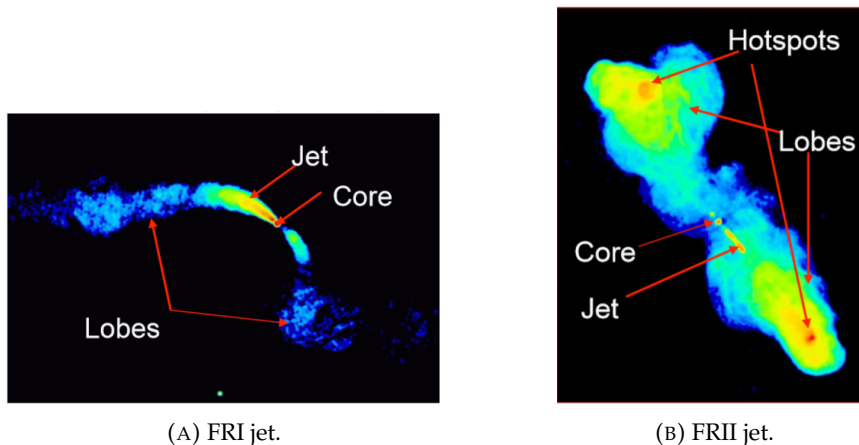 Jet
Core
Lobes
Hotspots
Lobes
Core
Jet
(A) FRI jet.
(B) FRII jet.